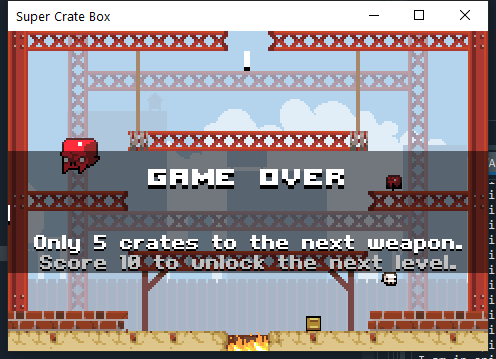 Super Crate Box
GAME OVER
Only 5 crates to the next weapon.
Score 10 to unlock the next level.